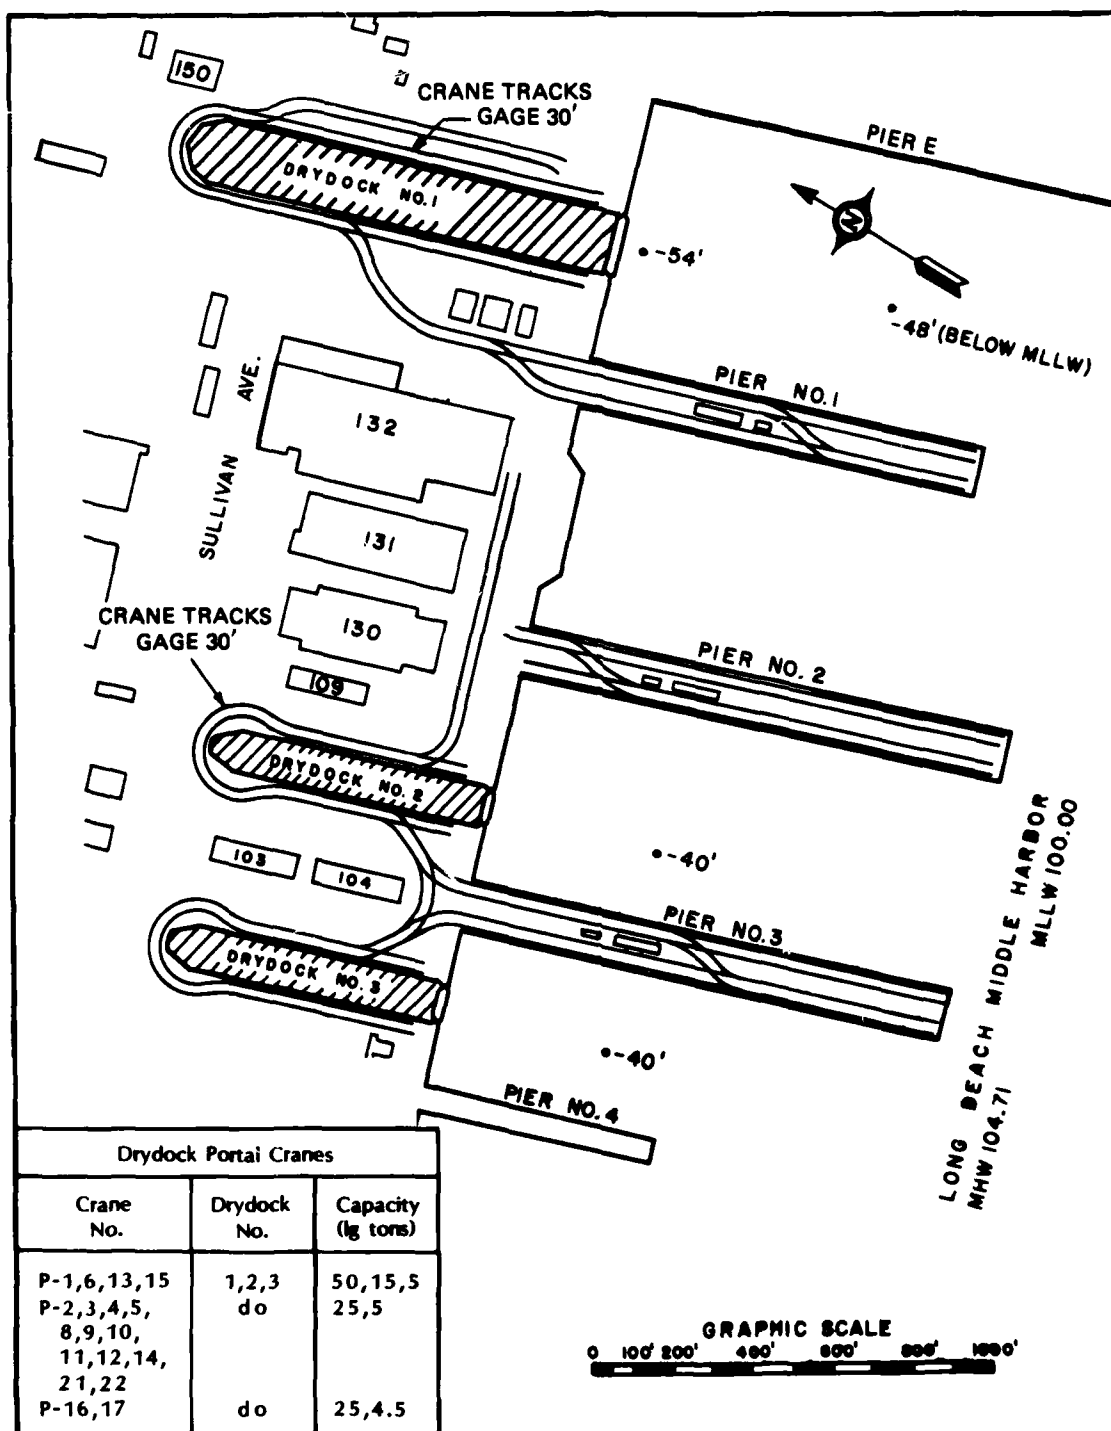 150
CRANE TRACKS
GAGE 30'
PIER E
DRYDOCK NO. 1
N
-54'
-48' (BELOW MLLW)
PIER NO. 1
SULLIVAN AVE.
132
131
130
109
CRANE TRACKS
GAGE 30'
PIER NO. 2
DRYDOCK NO. 2
-40'
103
104
PIER NO. 3
DRYDOCK NO. 3
-40'
PIER NO. 4
LONG BEACH MIDDLE HARBOR
MHW 104.71 MLLW 100.00
Drydock Portal Cranes
Crane No. Drydock No. Capacity (lg tons)
P-1,6,13,15 1,2,3 50,15,5
P-2,3,4,5, do 25,5
8,9,10,
11,12,14,
21,22
P-16,17 do 25,4.5
GRAPHIC SCALE
0 100' 200' 400' 600' 800' 1000'